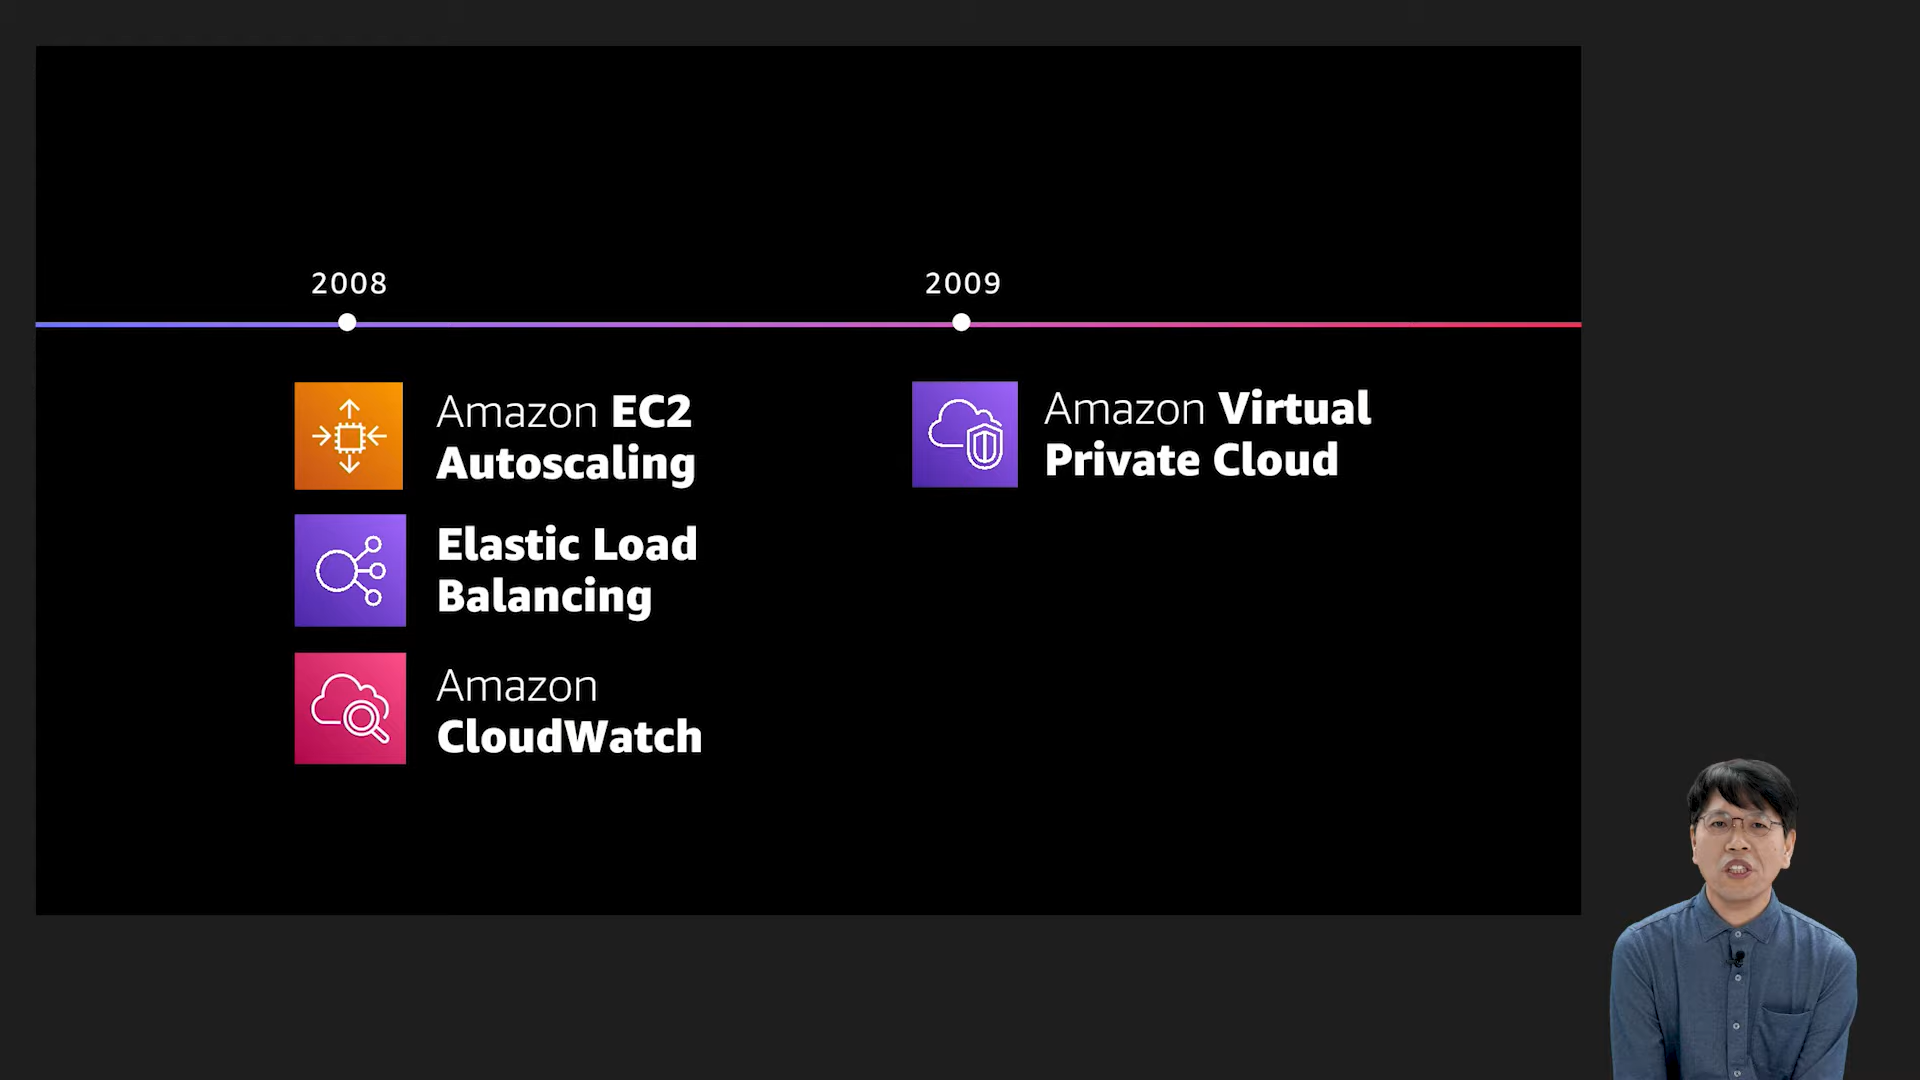 2008
Amazon EC2
Autoscaling
Elastic Load
Balancing
Amazon
CloudWatch
2009
Amazon Virtual
Private Cloud